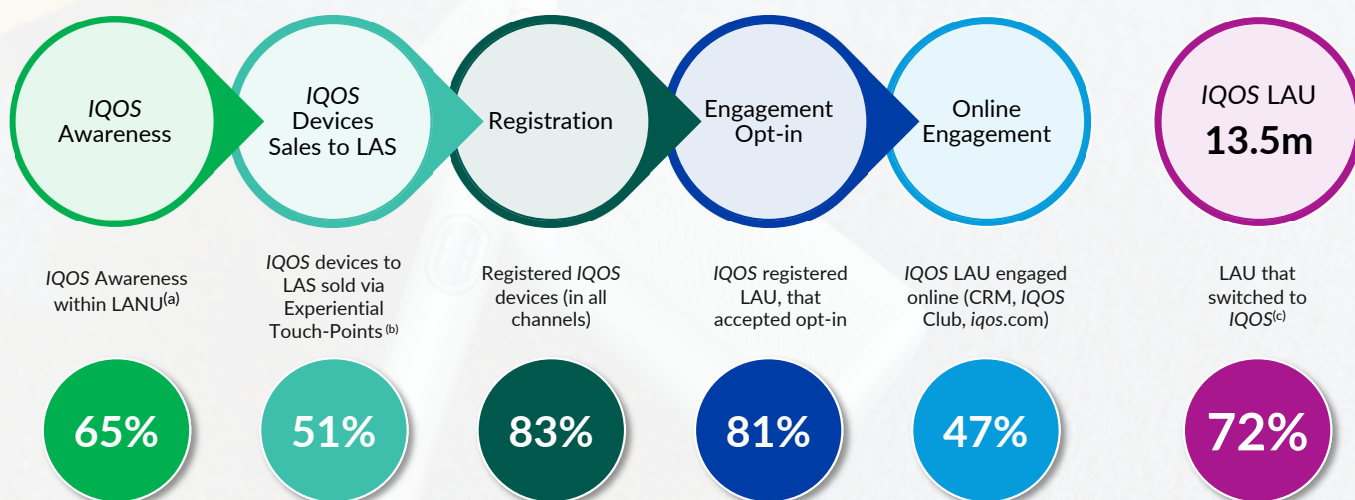 IQOS
Awareness
IQOS
Devices
Sales to LAS
Registration
Engagement
Opt-in
Online
Engagement
IQOS LAU
13.5m
IQOS Awareness
within LANU(a)
IQOS devices to
LAS sold via
Experiential
Touch-Points (b)
Registered IQOS
devices (in all
channels)
IQOS registered
LAU, that
accepted opt-in
IQOS LAU engaged
online (CRM, IQOS
Club, iqos.com)
LAU that
switched to
IQOS(c)
65%
51%
83%
81%
47%
72%